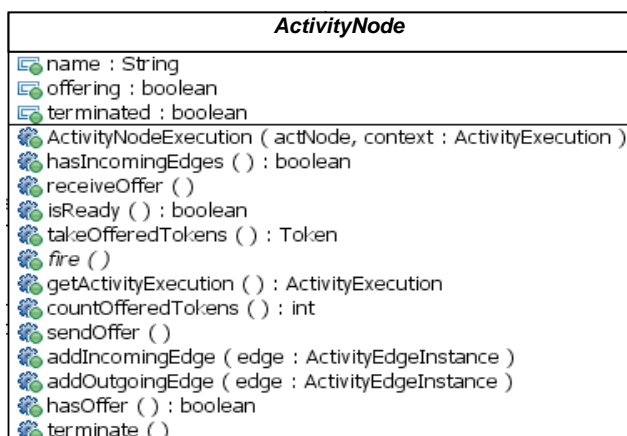 ActivityNode
name : String
offering : boolean
terminated : boolean
ActivityNodeExecution ( actNode, context : ActivityExecution )
hasIncomingEdges ( ) : boolean
receiveOffer ( )
isReady ( ) : boolean
takeOfferedTokens ( ) : Token
fire ( )
getActivityExecution ( ) : ActivityExecution
countOfferedTokens ( ) : int
sendOffer ( )
addIncomingEdge ( edge : ActivityEdgeInstance )
addOutgoingEdge ( edge : ActivityEdgeInstance )
hasOffer ( ) : boolean
terminate ( )